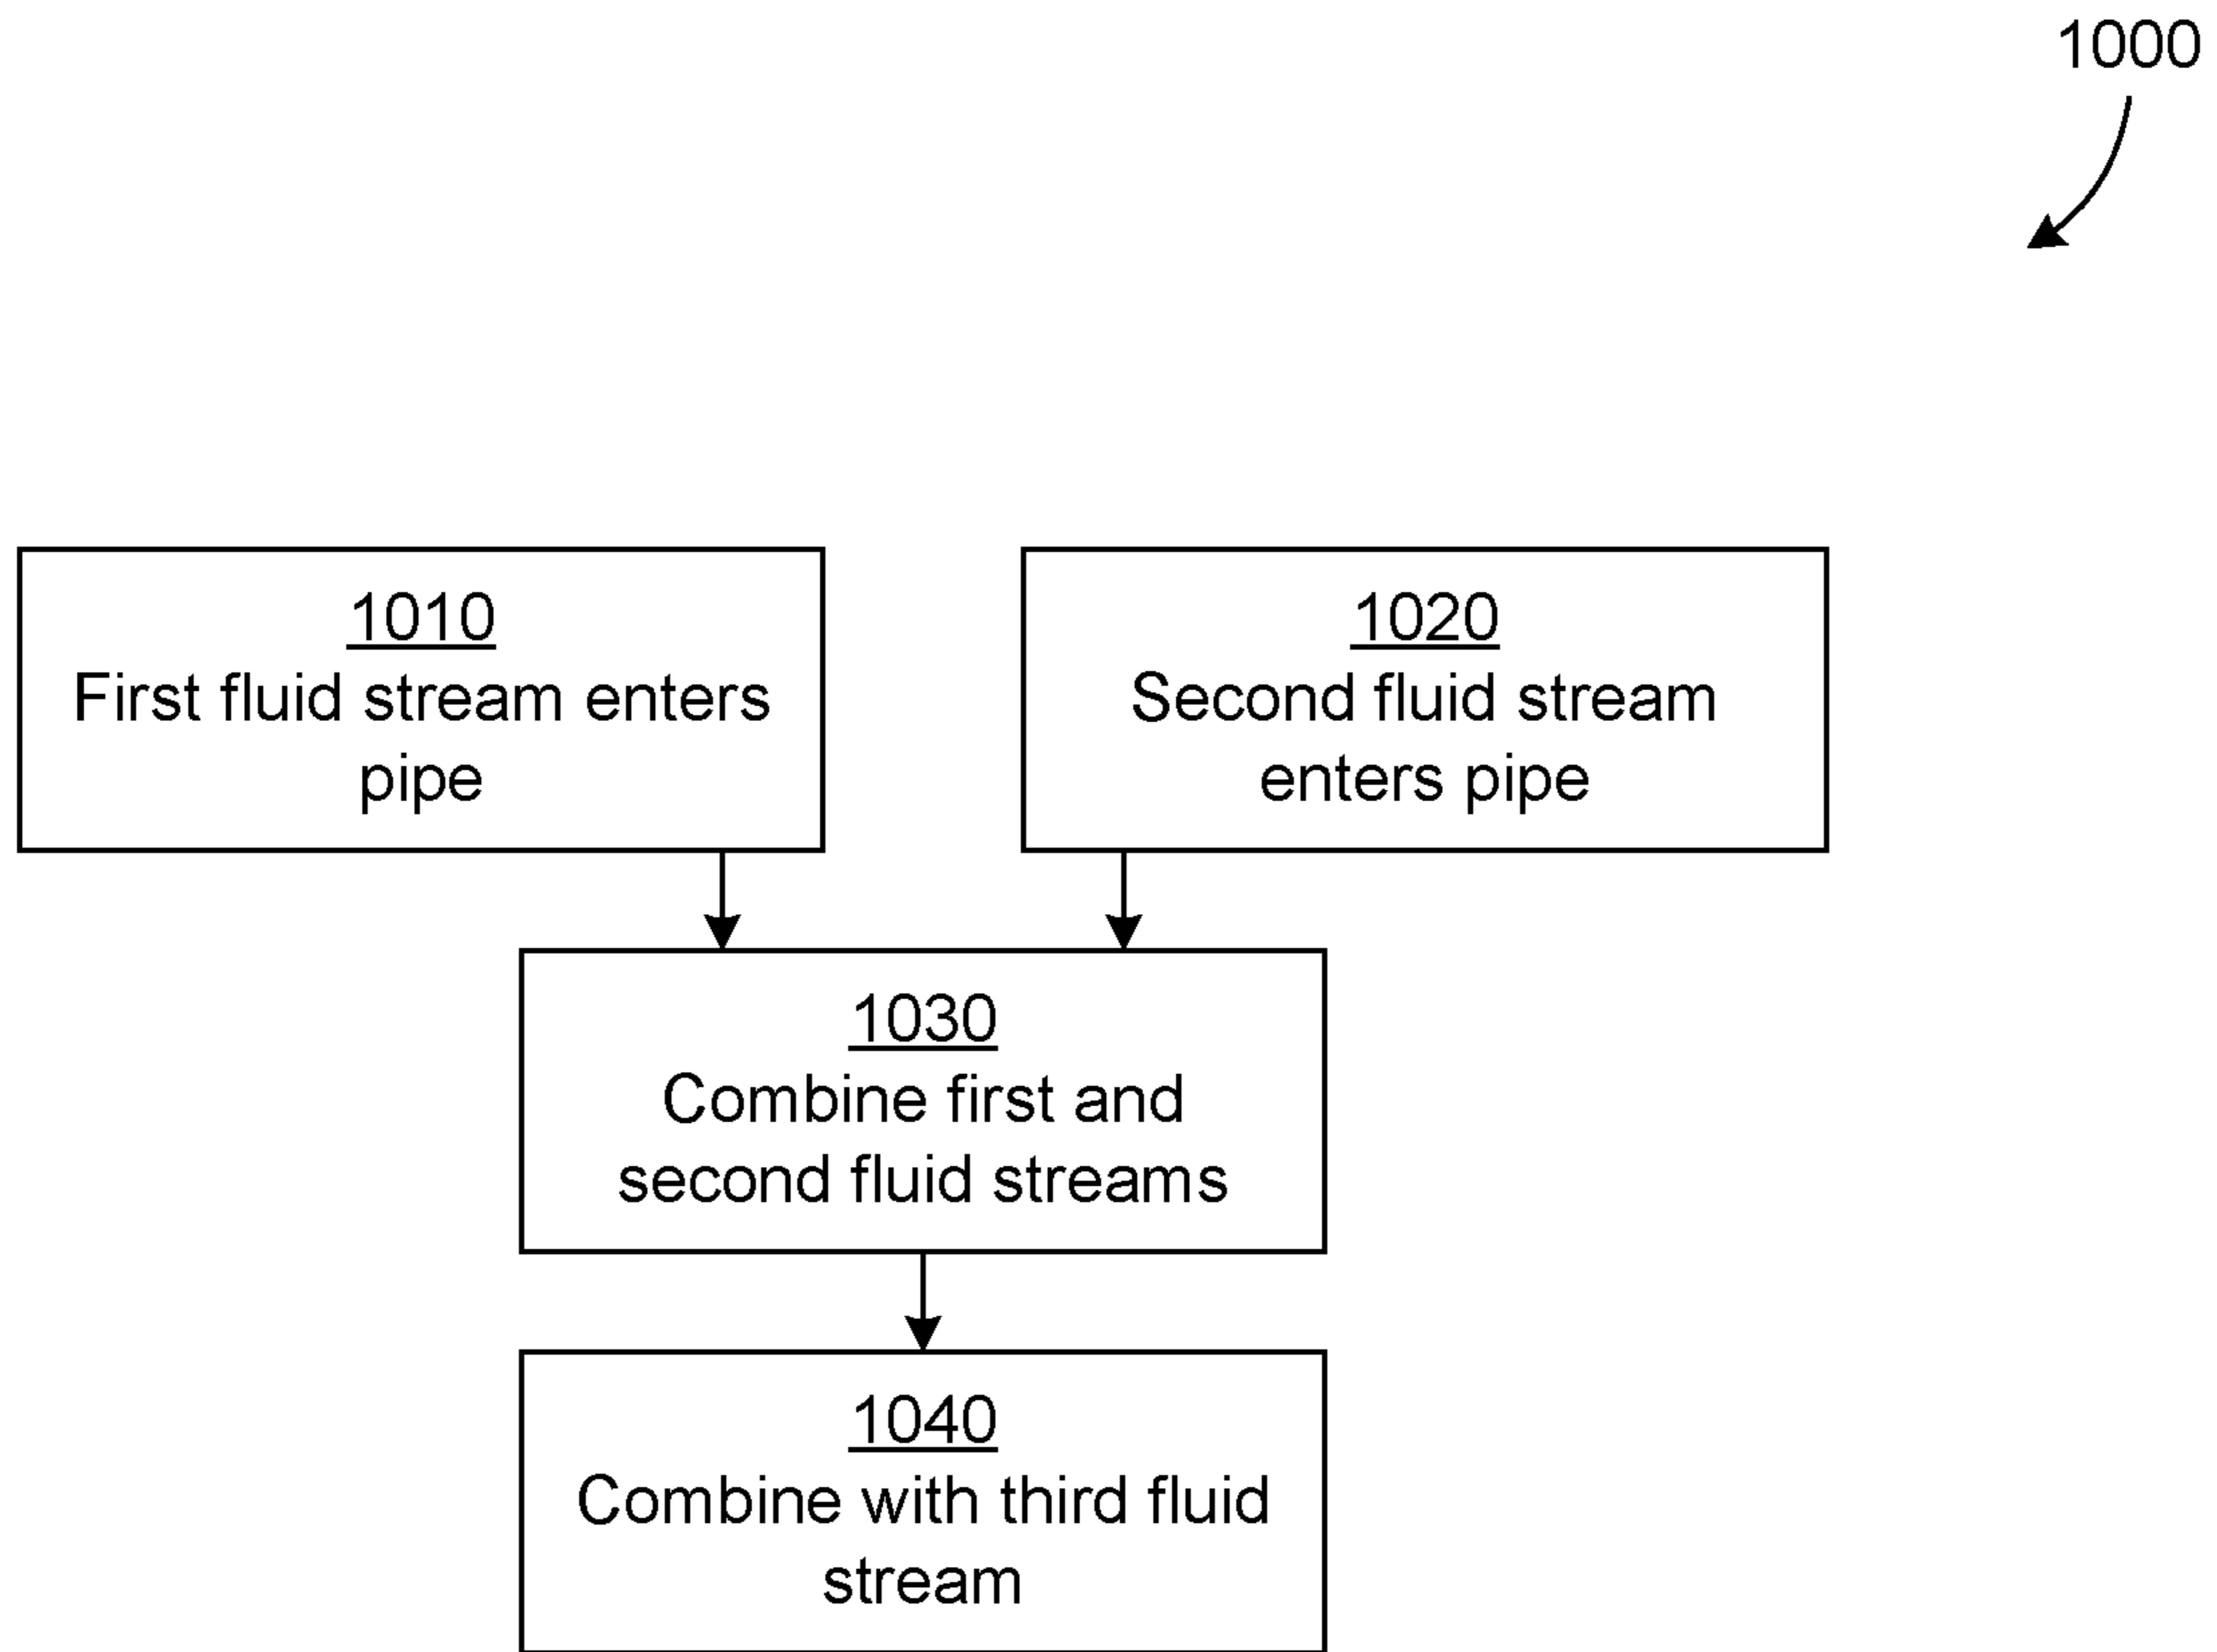 1000
1010
First fluid stream enters
pipe
1020
Second fluid stream
enters pipe
1030
Combine first and
second fluid streams
1040
Combine with third fluid
stream